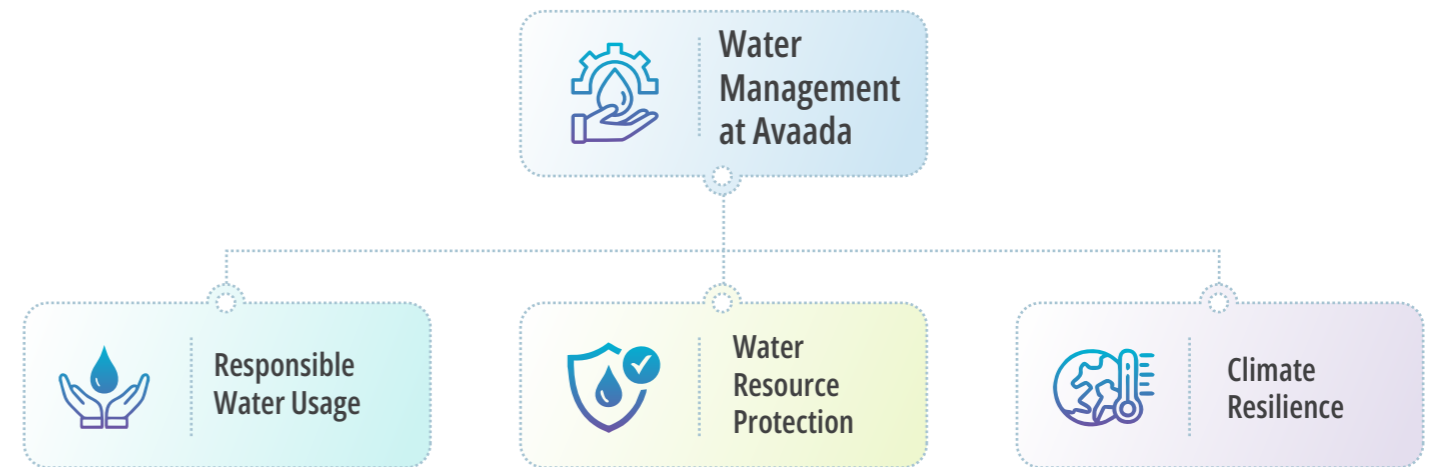 Water
Management
at Avaada
Responsible
Water Usage
Water
Resource
Protection
Climate
Resilience